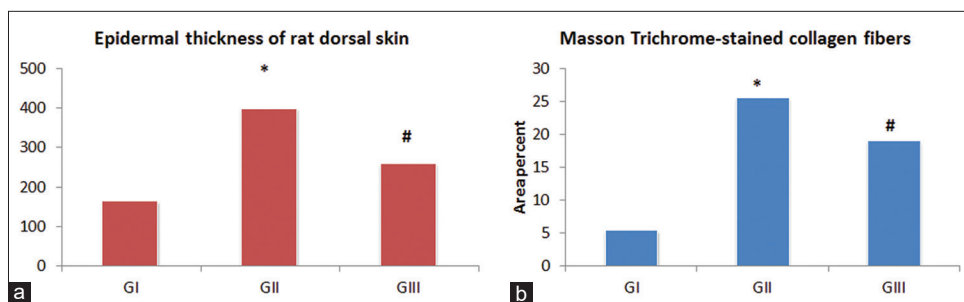 Epidermal thickness of rat dorsal skin
500
400
300
200
100
0
*
#
GI
GII
GIII
a
Masson Trichrome-stained collagen fibers
Areapercent
30
25
20
15
10
5
0
*
#
GI
GII
GIII
b